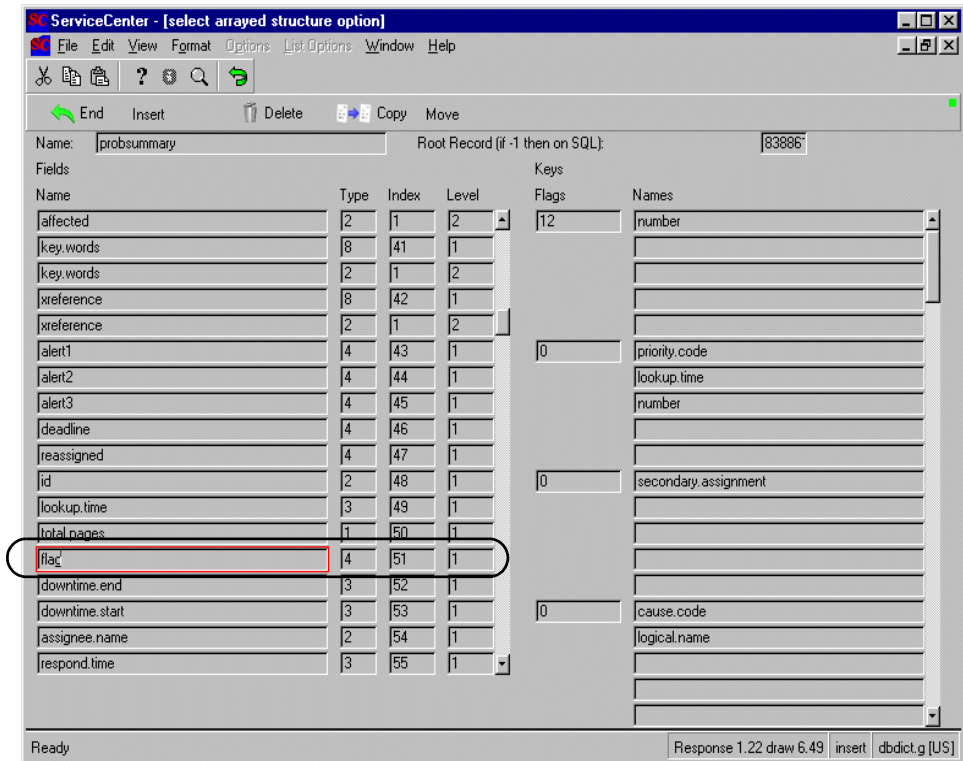 SC ServiceCenter - [select arrayed structure option]
SC File Edit View Format Options List Options Window Help
?
End Insert Delete Copy Move
Name: probsummary Root Record (if -1 then on SQL):
Fields Keys
Name Type Index Level Flags Names
affected 2 1 2 12 number
key.words 8 41 1
key.words 2 1 2
xreference 8 42 1
xreference 2 1 2
alert1 4 43 1 0 priority.code
alert2 4 44 1 lookup.time
alert3 4 45 1 number
deadline 4 46 1
reassigned 4 47 1
id 2 48 1 0 secondary.assignment
lookup.time 3 49 1
total.pages 1 50 1
flag 4 51 1
downtime.end 3 52 1
downtime.start 3 53 1 0 cause.code
assignee.name 2 54 1 logical.name
respond.time 3 55 1
Ready Response 1.22 draw 6.49 insert dbdict.g [US]